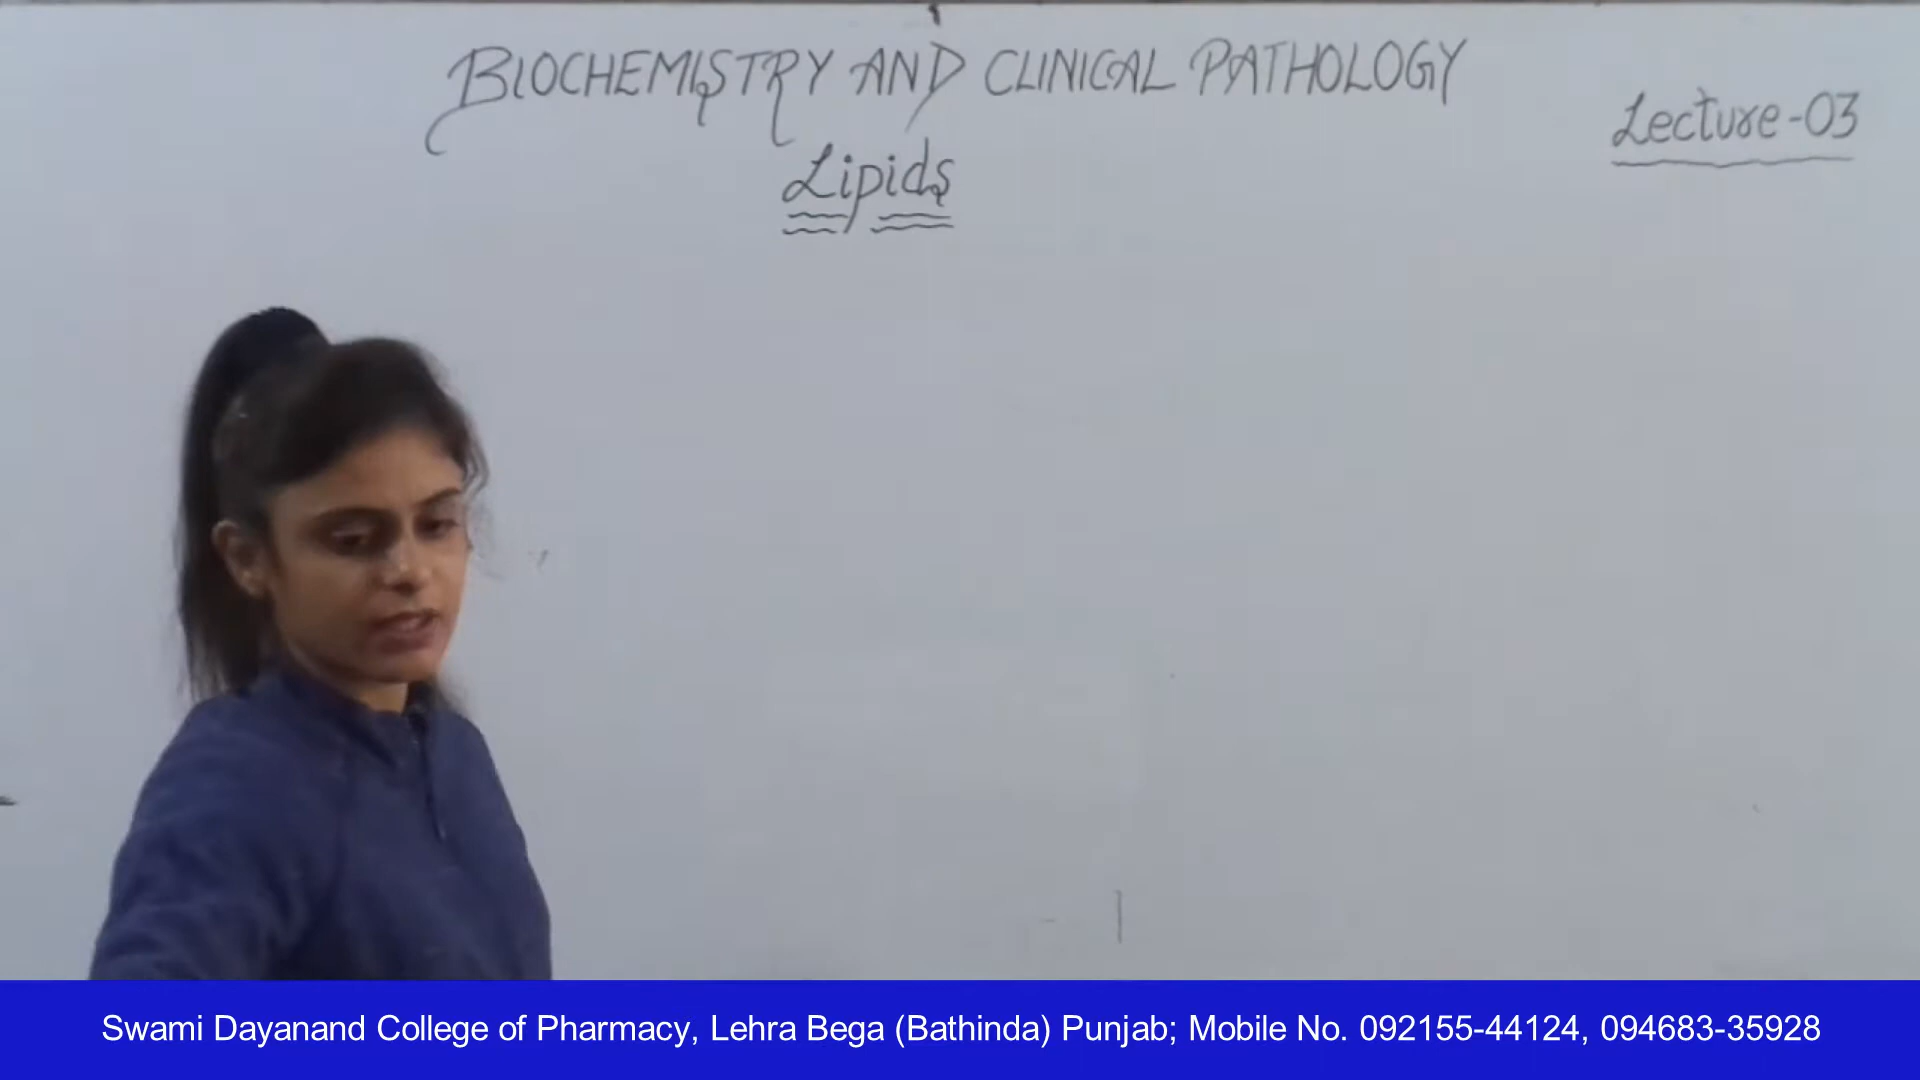 BIOCHEMISTRY AND CLINICAL PATHOLOGY
Lecture-03
Lipids
Swami Dayanand College of Pharmacy, Lehra Bega (Bathinda) Punjab; Mobile No. 092155-44124, 094683-35928